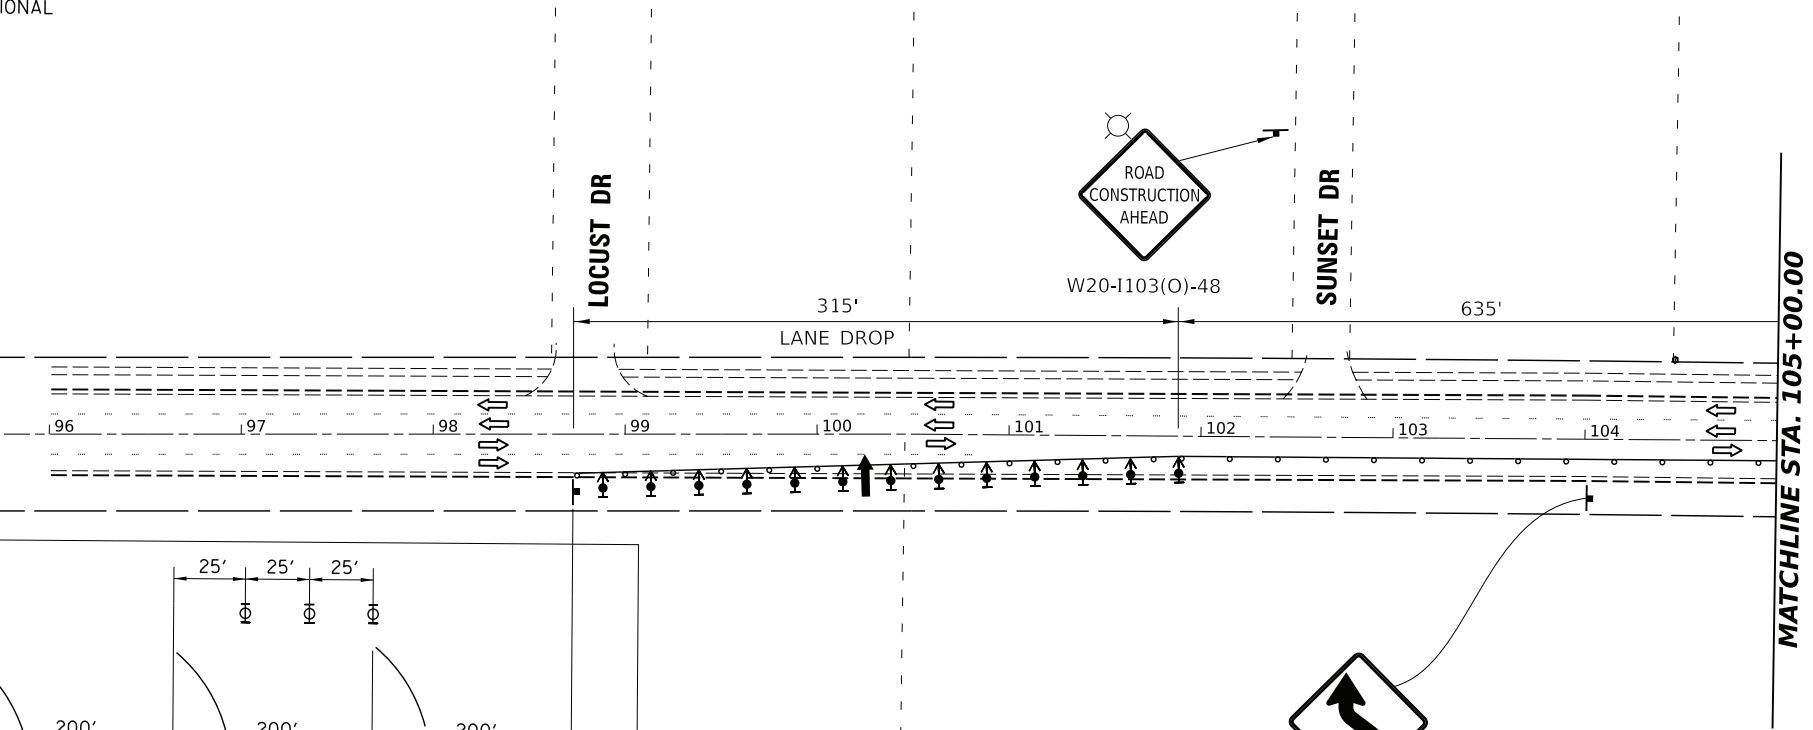 IONAL
LOCUST DR
ROAD
CONSTRUCTION
AHEAD
SUNSET DR
W20-I103(O)-48
315'
LANE DROP
635'
MATCHLINE STA. 105+00.00
96 97 98 99 100 101 102 103 104
25' 25' 25'
200' 200' 200'